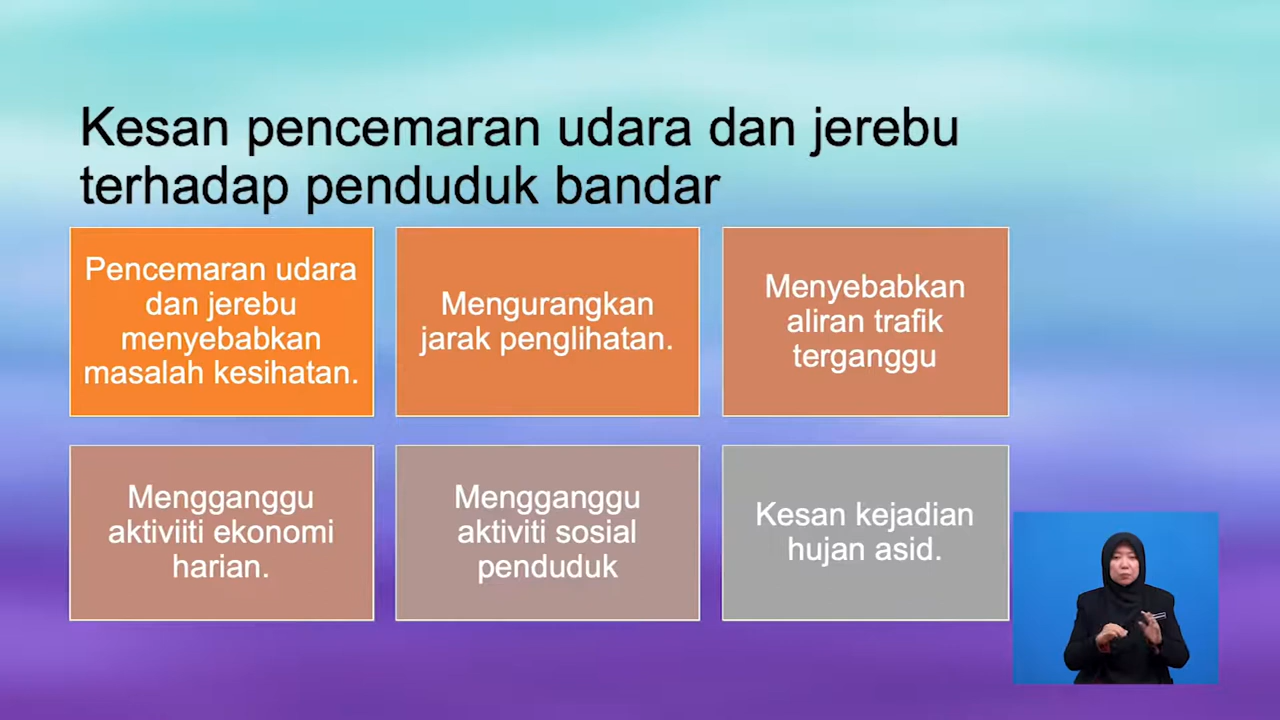 Kesan pencemaran udara dan jerebu
terhadap penduduk bandar
Pencemaran udara
dan jerebu
menyebabkan
masalah kesihatan.
Mengurangkan
jarak penglihatan.
Menyebabkan
aliran trafik
terganggu
Mengganggu
aktiviiti ekonomi
harian.
Mengganggu
aktiviti sosial
penduduk
Kesan kejadian
hujan asid.